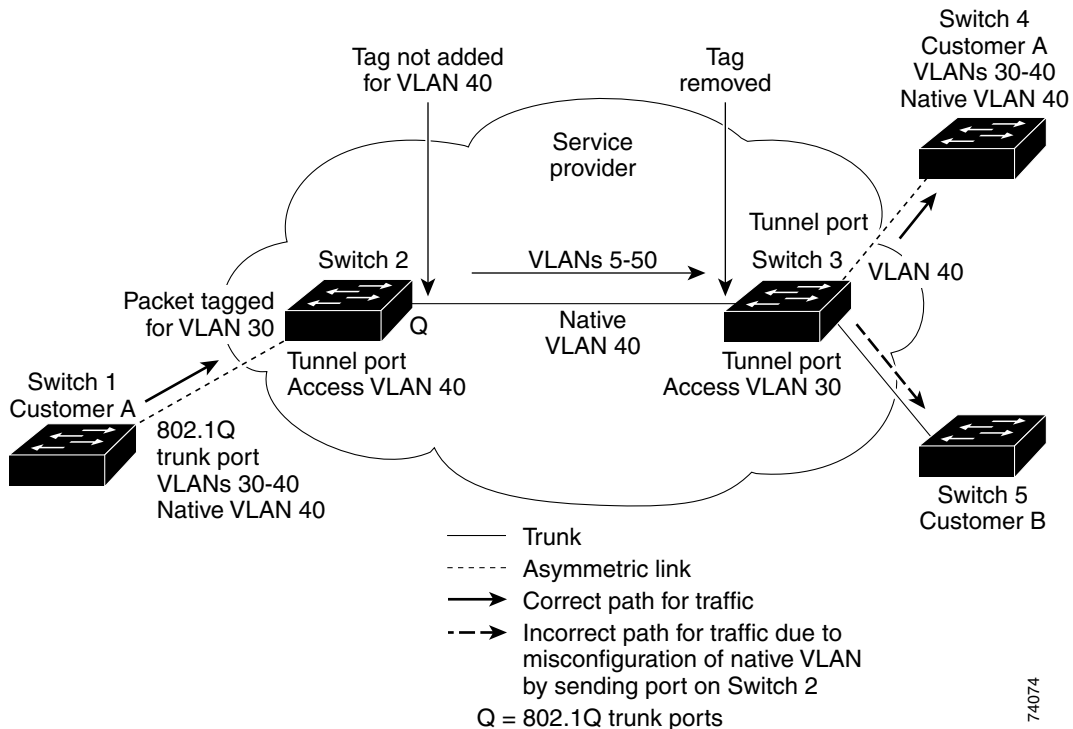 Switch 4
Customer A
VLANs 30-40
Native VLAN 40
Tag not added
for VLAN 40
Tag
removed
Service
provider
Tunnel port
Switch 2
VLANs 5-50
Switch 3
VLAN 40
Packet tagged
for VLAN 30
Q
Native
VLAN 40
Tunnel port
Access VLAN 40
Tunnel port
Access VLAN 30
Switch 1
Customer A
802.1Q
trunk port
VLANs 30-40
Native VLAN 40
Switch 5
Customer B
Trunk
Asymmetric link
Correct path for traffic
Incorrect path for traffic due to
misconfiguration of native VLAN
by sending port on Switch 2
Q = 802.1Q trunk ports
74074